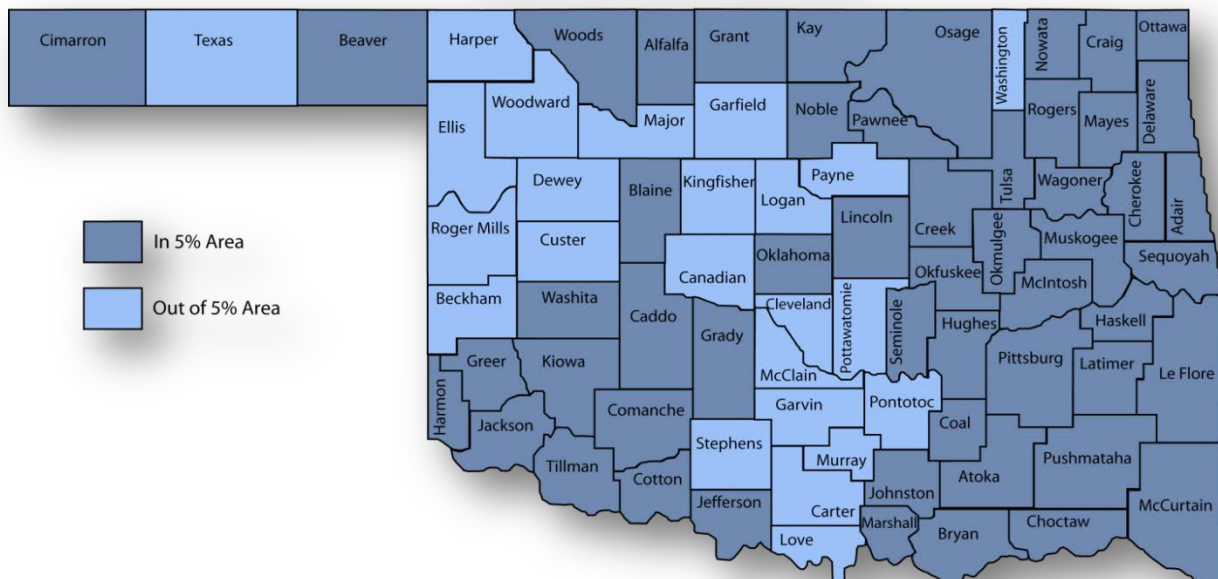 Cimarron
Texas
Beaver
Harper
Woods
Alfalfa
Grant
Kay
Osage
Washington
Nowata
Craig
Ottawa
Ellis
Woodward
Major
Garfield
Noble
Pawnee
Rogers
Mayes
Delaware
Dewey
Blaine
Kingfisher
Logan
Payne
Creek
Tulsa
Wagoner
Cherokee
Adair
Roger Mills
Custer
Canadian
Oklahoma
Lincoln
Okfuskee
Okmulgee
Muskogee
McIntosh
Sequoyah
In 5% Area
Out of 5% Area
Beckham
Washita
Caddo
Grady
Cleveland
McClain
Pottawatomie
Seminole
Hughes
Pittsburg
Haskell
Latimer
Le Flore
Harmon
Greer
Kiowa
Jackson
Comanche
Garvin
Pontotoc
Coal
Tillman
Cotton
Stephens
Murray
Atoka
Pushmataha
McCurtain
Jefferson
Carter
Johnston
Love
Marshall
Bryan
Choctaw